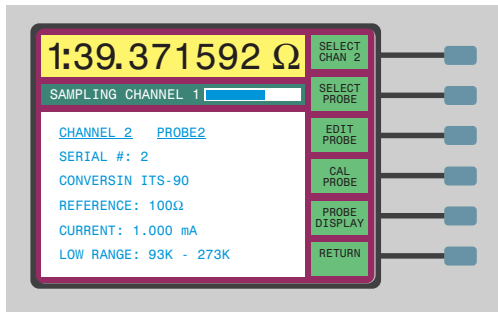 1:39.371592 Ω
SAMPLING CHANNEL 1
CHANNEL 2 PROBE2
SERIAL #: 2
CONVERSIN ITS-90
REFERENCE: 100Ω
CURRENT: 1.000 mA
LOW RANGE: 93K - 273K
SELECT
CHAN 2
SELECT
PROBE
EDIT
PROBE
CAL
PROBE
PROBE
DISPLAY
RETURN